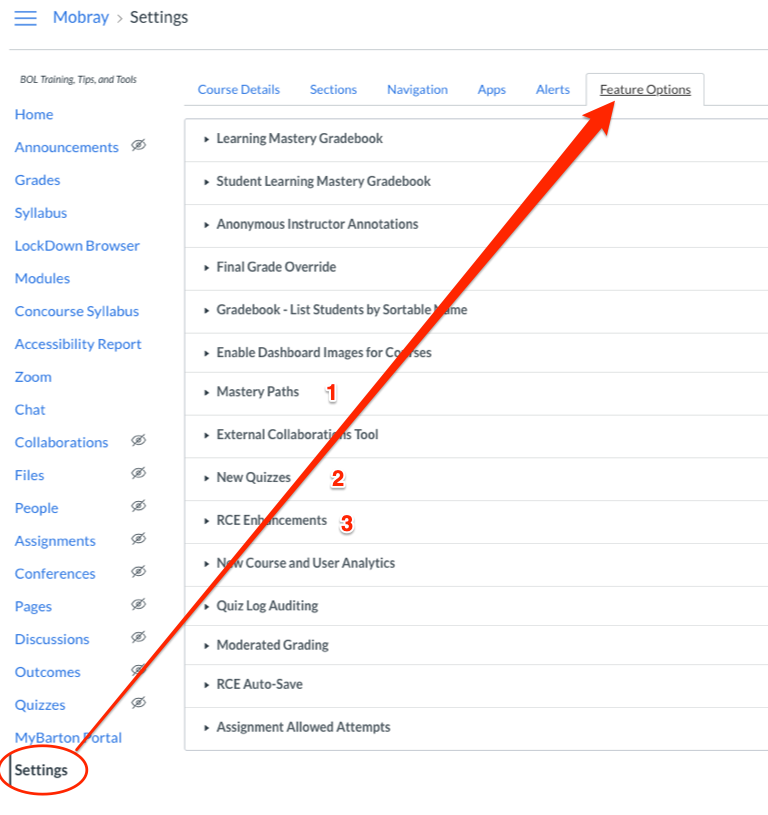 Mobray > Settings
BOL Training, Tips, and Tools
Home
Announcements
Grades
Syllabus
LockDown Browser
Modules
Concourse Syllabus
Accessibility Report
Zoom
Chat
Collaborations
Files
People
Assignments
Conferences
Pages
Discussions
Outcomes
Quizzes
MyBarton Portal
Settings
Course Details Sections Navigation Apps Alerts Feature Options
Learning Mastery Gradebook
Student Learning Mastery Gradebook
Anonymous Instructor Annotations
Final Grade Override
Gradebook - List Students by Sortable Name
Enable Dashboard Images for Courses
Mastery Paths 1
External Collaborations Tool
New Quizzes 2
RCE Enhancements 3
New Course and User Analytics
Quiz Log Auditing
Moderated Grading
RCE Auto-Save
Assignment Allowed Attempts